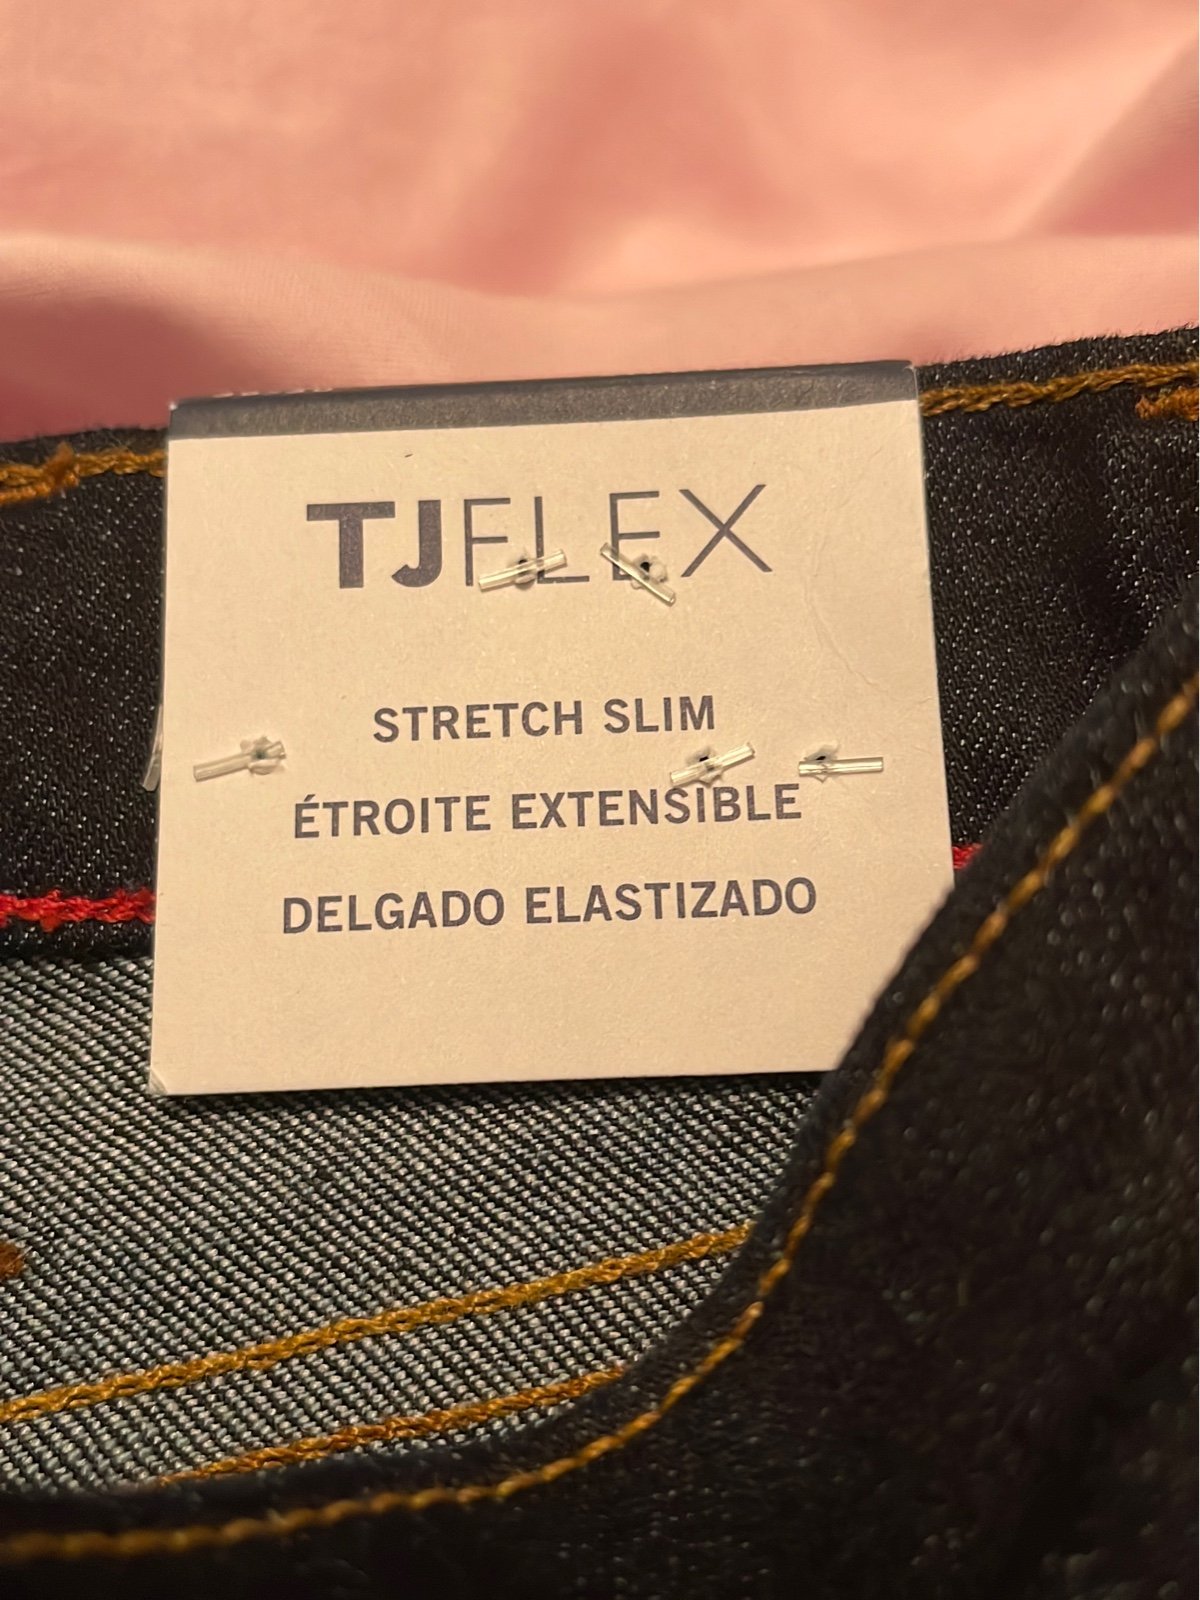 TJFLEX
STRETCH SLIM
ÉTROITE EXTENSIBLE
DELGADO ELASTIZADO